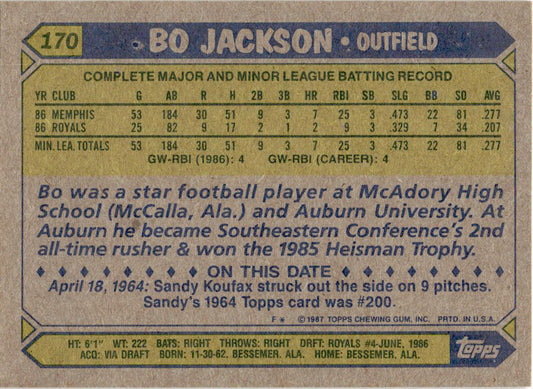 170 BO JACKSON • OUTFIELD
COMPLETE MAJOR AND MINOR LEAGUE BATTING RECORD
YR CLUB G AB R H 2B 3B HR RBI SB SLG BB SO AVG
86 MEMPHIS 53 184 30 51 9 3 7 25 3 .473 22 81 .277
86 ROYALS 25 82 9 17 2 1 2 9 3 .329 7 34 .207
MIN. LEA. TOTALS 53 184 30 51 9 3 7 25 3 .473 22 81 .277
GW-RBI (1986): 4 GW-RBI (CAREER): 4
Bo was a star football player at McAdory High
School (McCalla, Ala.) and Auburn University. At
Auburn he became Southeastern Conference's 2nd
all-time rusher & won the 1985 Heisman Trophy.
ON THIS DATE
April 18, 1964: Sandy Koufax struck out the side on 9 pitches.
Sandy's 1964 Topps card was #200.
F * © 1987 TOPPS CHEWING GUM, INC. PRTD. IN U.S.A.
HT: 6'1" WT: 222 BATS: RIGHT THROWS: RIGHT DRFT: ROYALS #4-JUNE, 1986
ACQ: VIA DRAFT BORN: 11-30-62, BESSEMER, ALA. HOME: BESSEMER, ALA.
topps